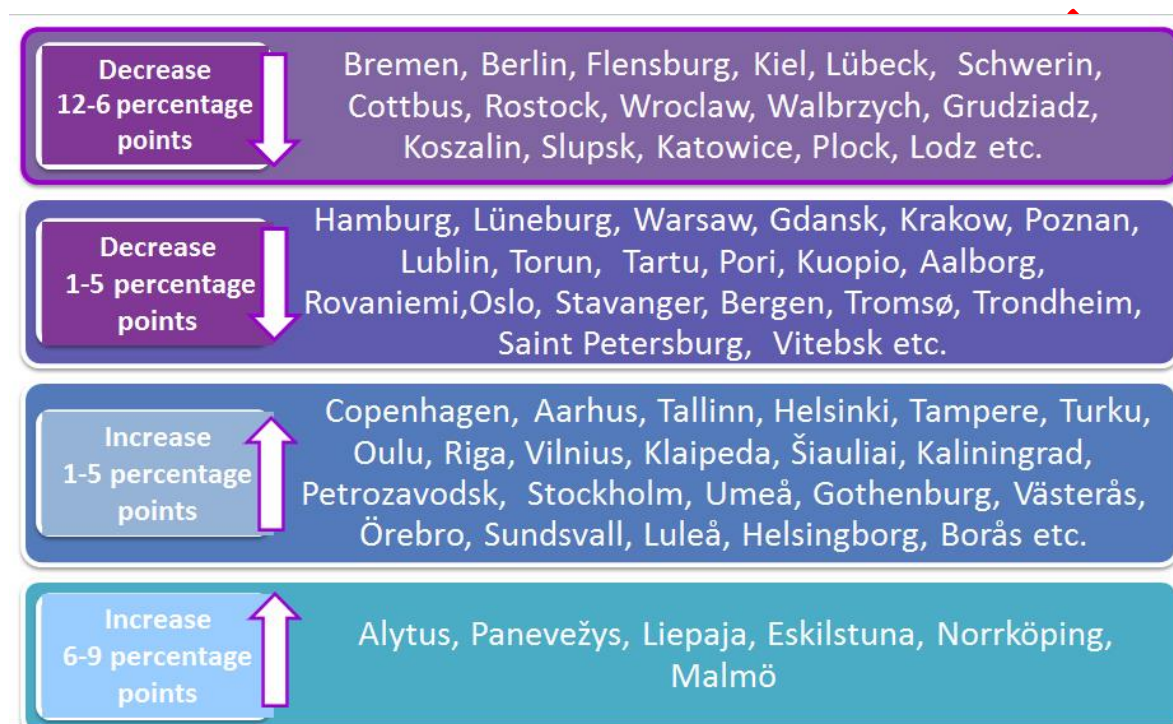 Decrease
12-6 percentage
points
Bremen, Berlin, Flensburg, Kiel, Lübeck, Schwerin,
Cottbus, Rostock, Wroclaw, Walbrzych, Grudziadz,
Koszalin, Slupsk, Katowice, Plock, Lodz etc.
Decrease
1-5 percentage
points
Hamburg, Lüneburg, Warsaw, Gdansk, Krakow, Poznan,
Lublin, Torun, Tartu, Pori, Kuopio, Aalborg,
Rovaniemi,Oslo, Stavanger, Bergen, Tromsø, Trondheim,
Saint Petersburg, Vitebsk etc.
Increase
1-5 percentage
points
Copenhagen, Aarhus, Tallinn, Helsinki, Tampere, Turku,
Oulu, Riga, Vilnius, Klaipeda, Šiauliai, Kaliningrad,
Petrozavodsk, Stockholm, Umeå, Gothenburg, Västerås,
Örebro, Sundsvall, Luleå, Helsingborg, Borås etc.
Increase
6-9 percentage
points
Alytus, Panevežys, Liepaja, Eskilstuna, Norrköping,
Malmö